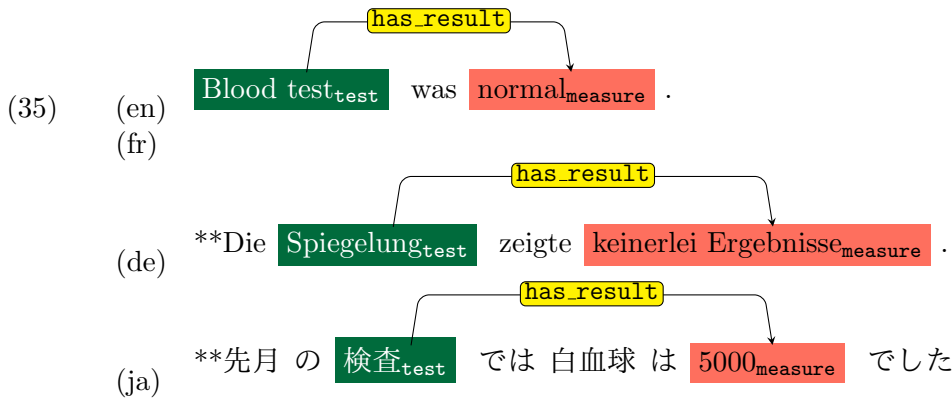 has_result
(35) (en) Blood test_test was normal_measure .
(fr)
has_result
(de) **Die Spiegelung_test zeigte keinerlei Ergebnisse_measure .
has_result
(ja) **先月 の 検査_test では 白血球 は 5000_measure でした